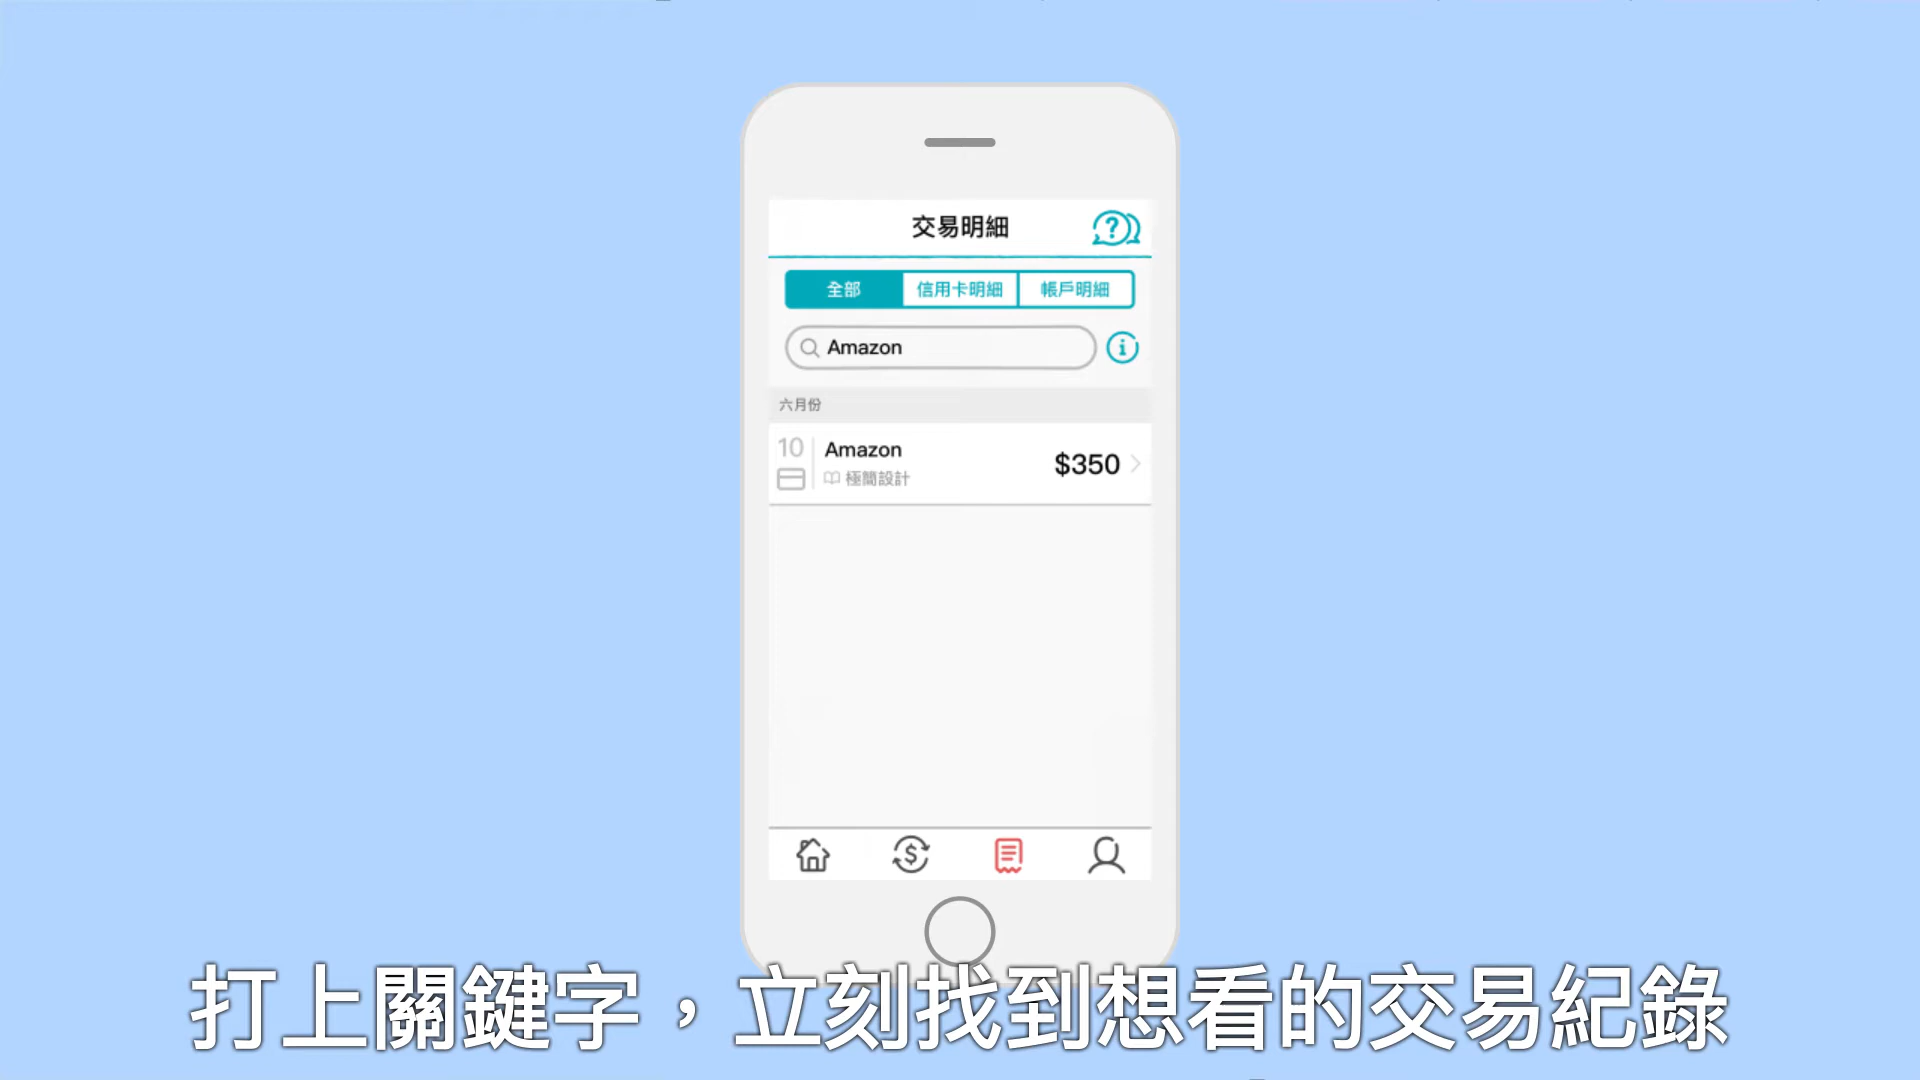 交易明細
全部 信用卡明細 帳戶明細
Amazon
六月份
10 Amazon $350
極簡設計
打上關鍵字，立刻找到想看的交易紀錄